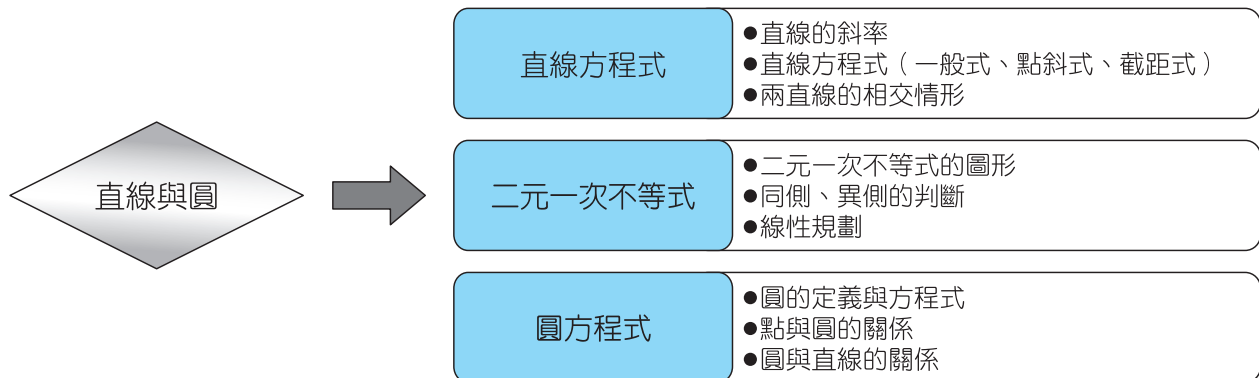 直線與圓
直線方程式
●直線的斜率
●直線方程式（一般式、點斜式、截距式）
●兩直線的相交情形
二元一次不等式
●二元一次不等式的圖形
●同側、異側的判斷
●線性規劃
圓方程式
●圓的定義與方程式
●點與圓的關係
●圓與直線的關係